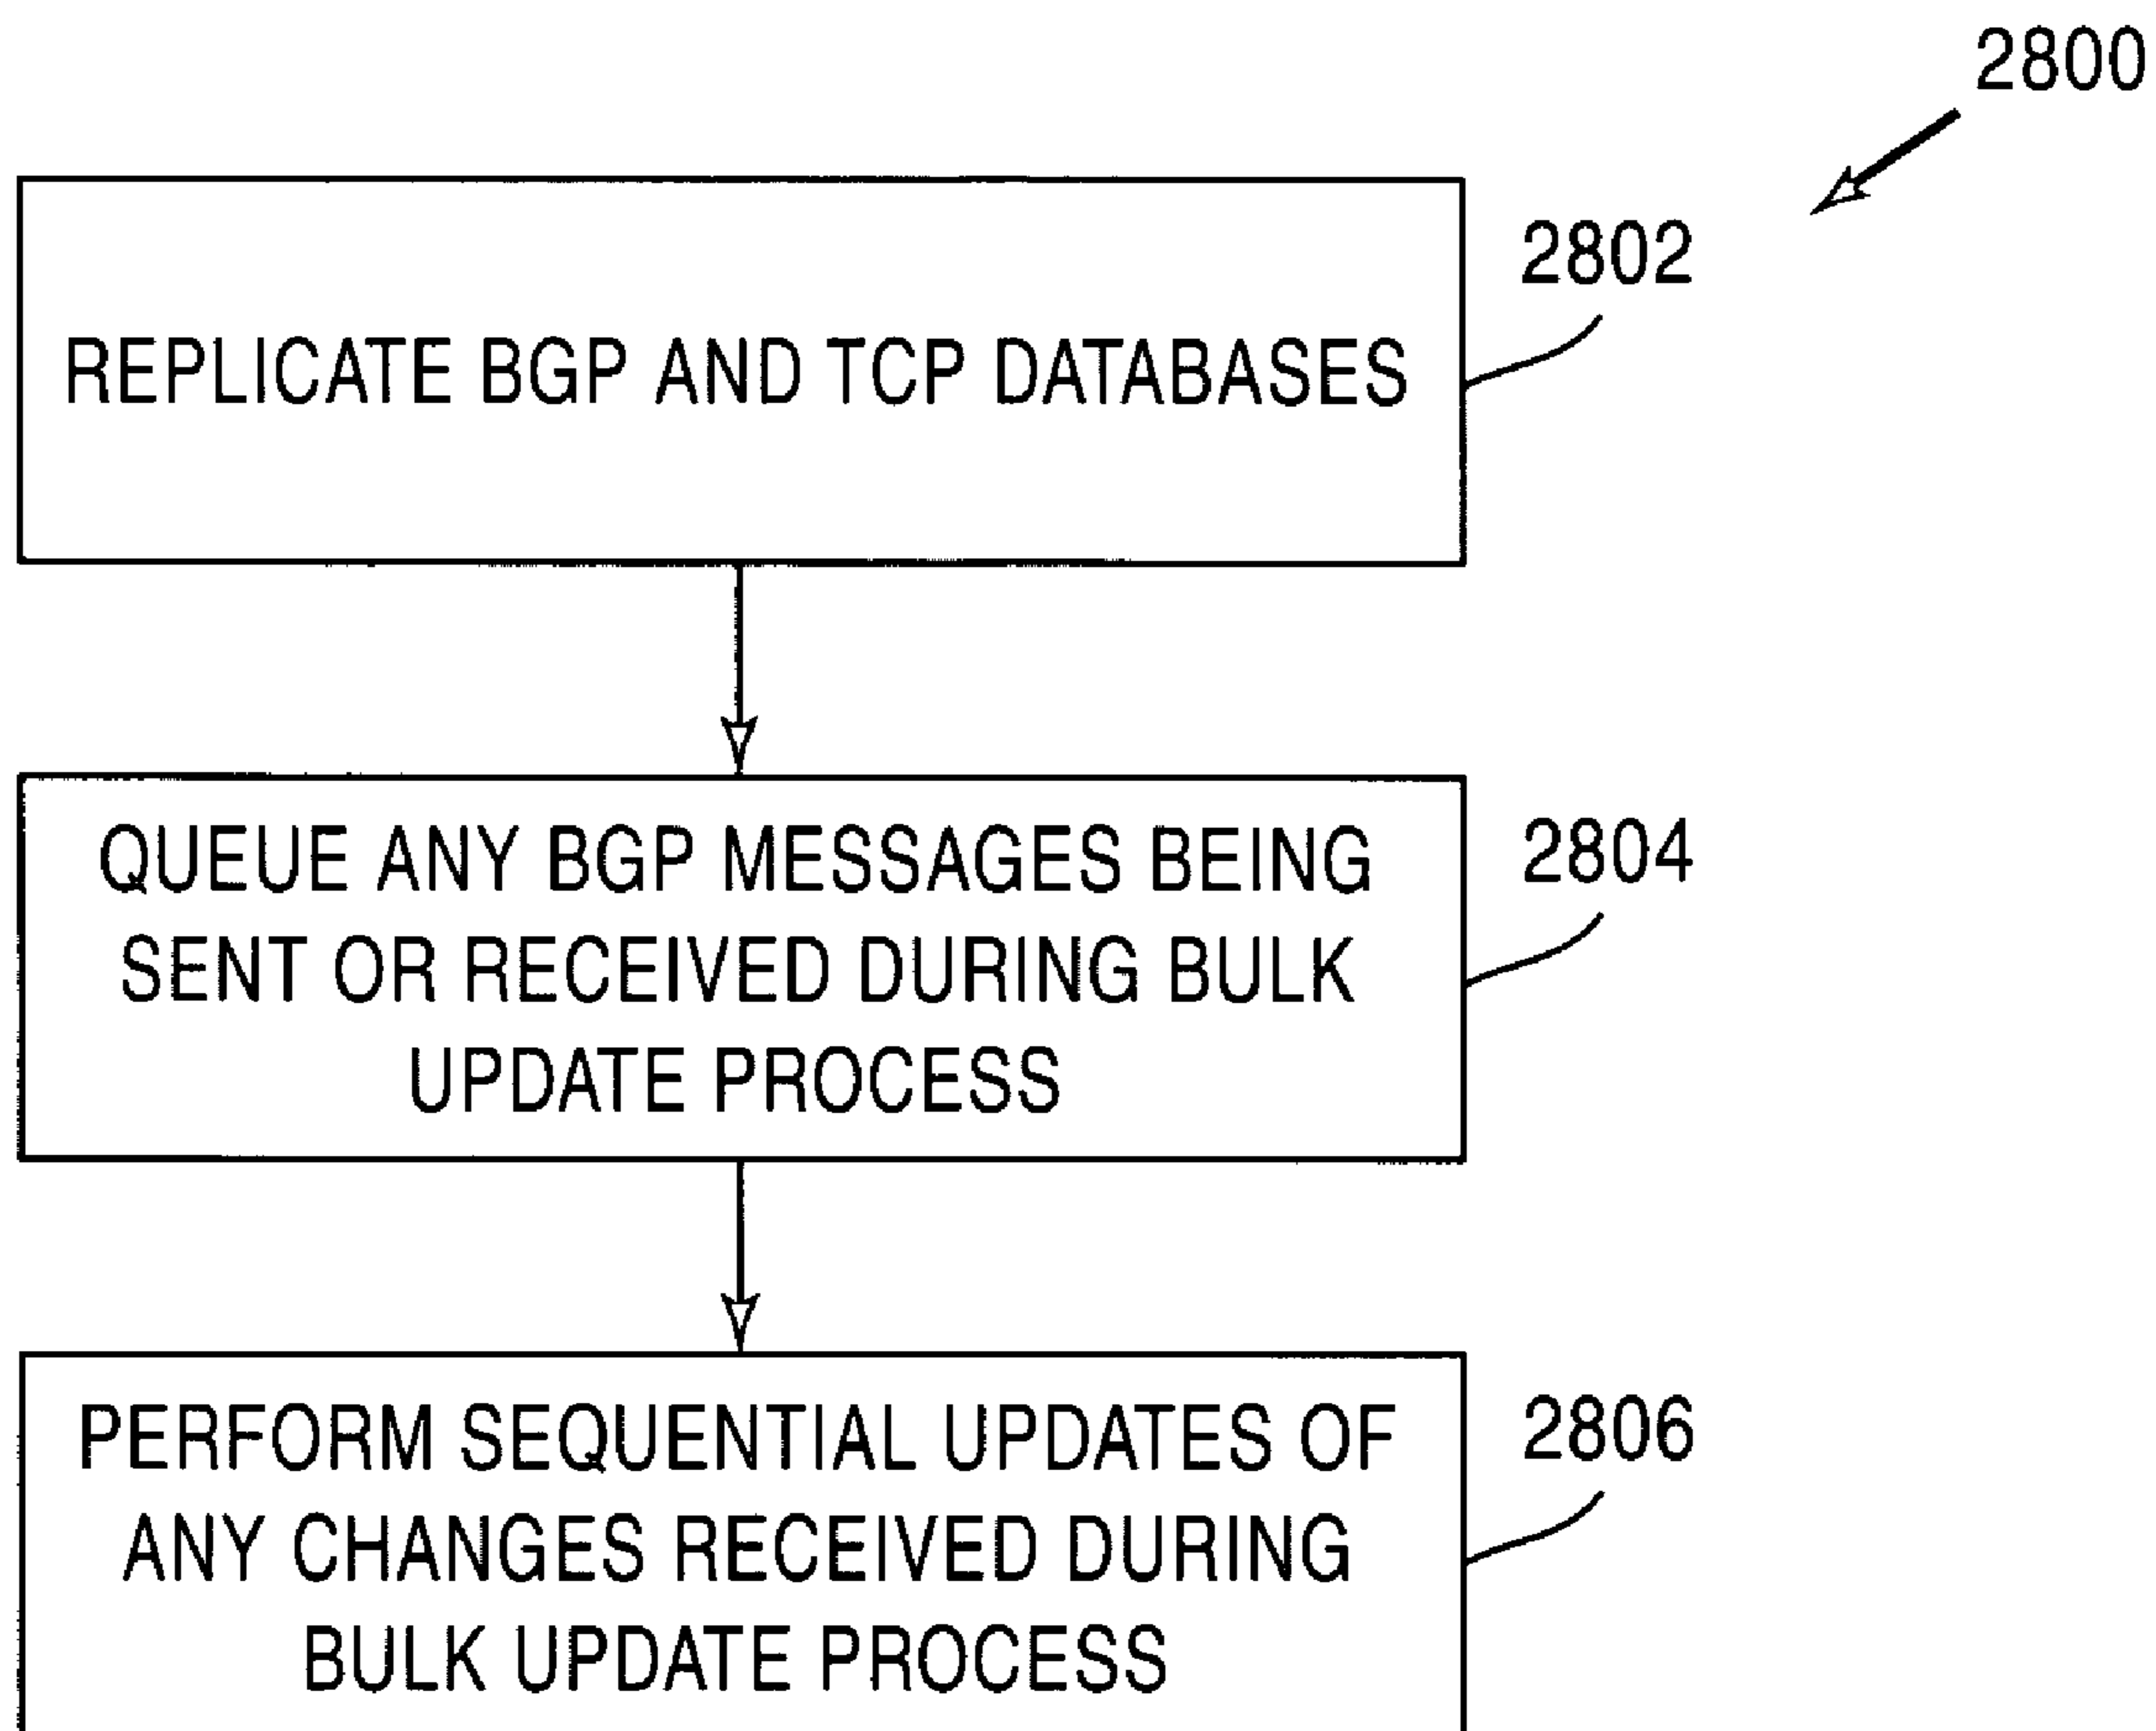 2800
2802
REPLICATE BGP AND TCP DATABASES
QUEUE ANY BGP MESSAGES BEING
SENT OR RECEIVED DURING BULK
UPDATE PROCESS
2804
PERFORM SEQUENTIAL UPDATES OF
ANY CHANGES RECEIVED DURING
BULK UPDATE PROCESS
2806